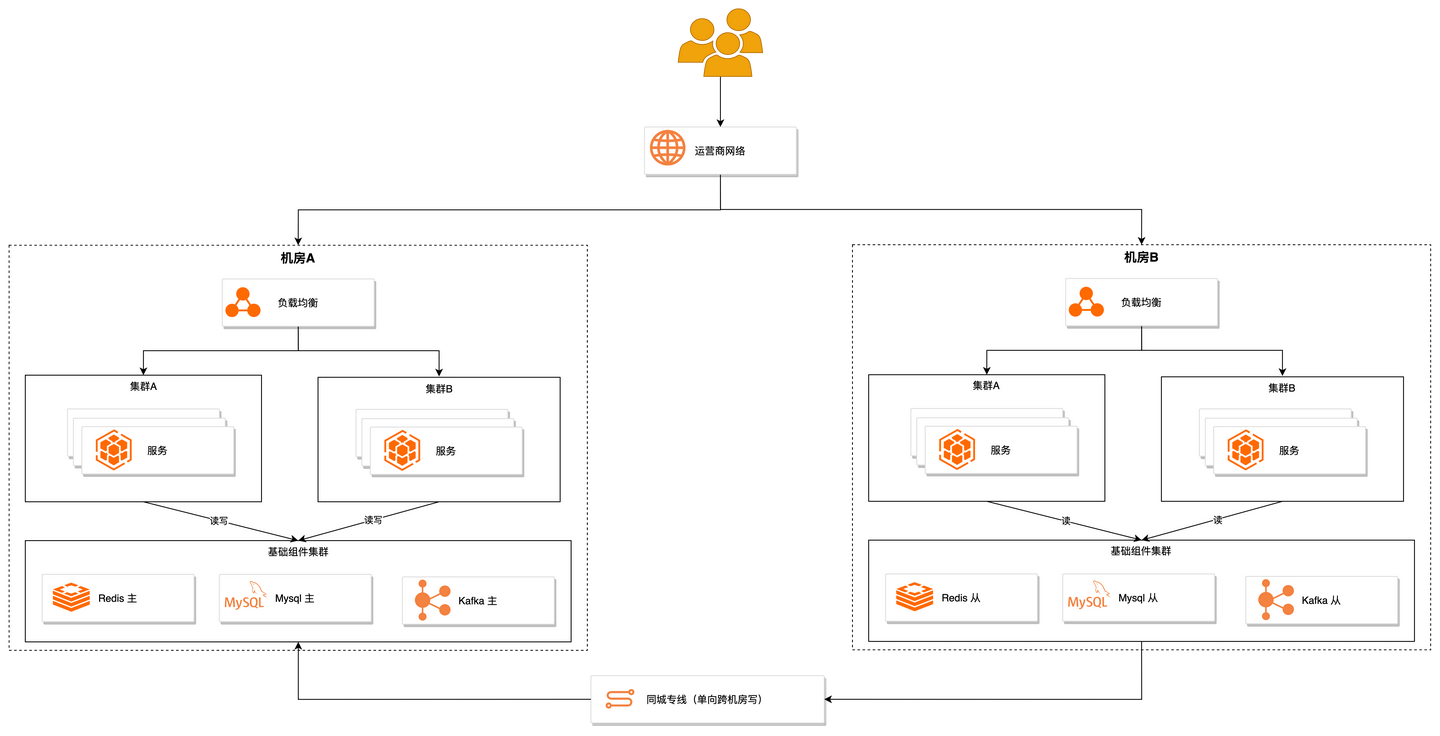 运营商网络
机房A
负载均衡
集群A
服务
集群B
服务
读写
读写
基础组件集群
Redis 主
MySQL
Mysql 主
Kafka 主
机房B
负载均衡
集群A
服务
集群B
服务
读
读
基础组件集群
Redis 从
MySQL
Mysql 从
Kafka 从
同城专线（单向跨机房写）